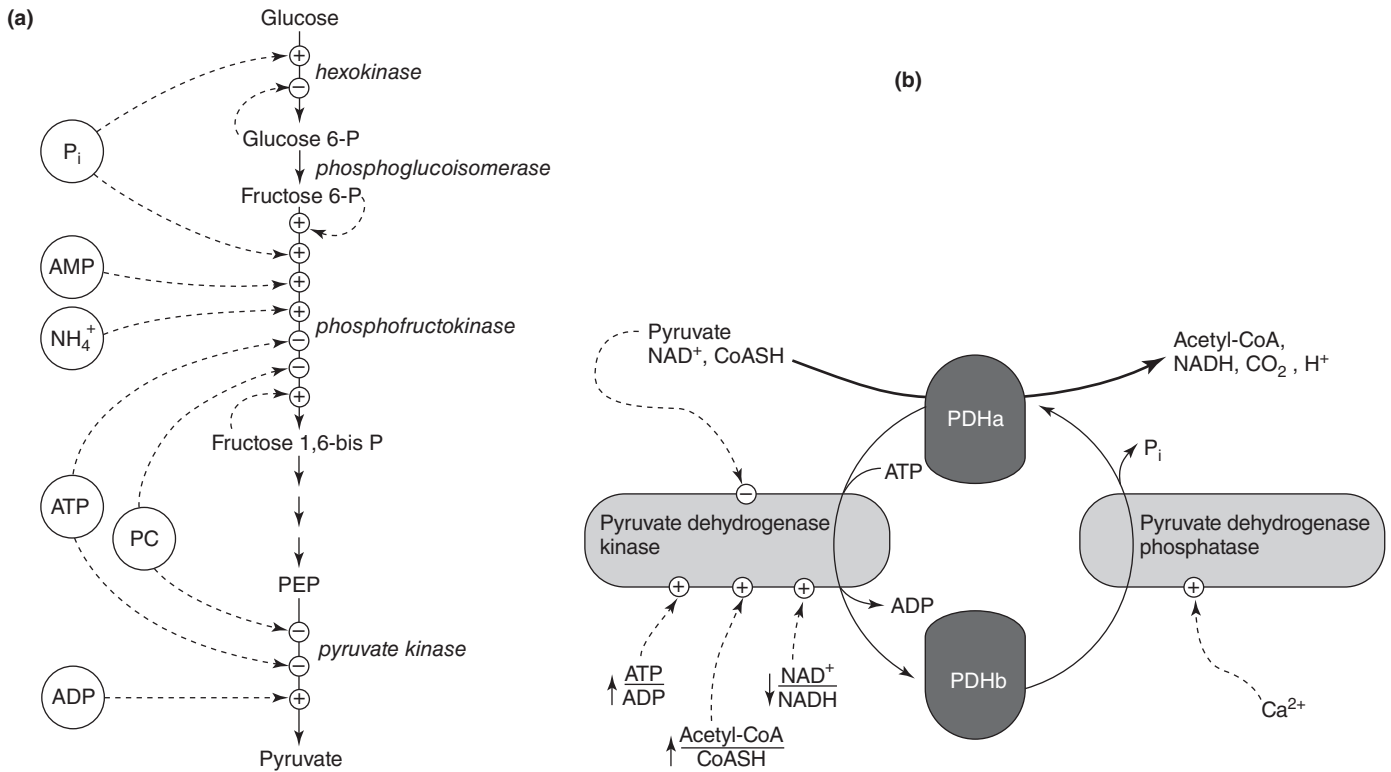 (a)
Glucose
+
hexokinase
−
Glucose 6-P
Pᵢ
phosphoglucoisomerase
Fructose 6-P
+
+
AMP
+
NH₄⁺
+
phosphofructokinase
−
−
+
Fructose 1,6-bis P
ATP
PC
PEP
−
pyruvate kinase
−
ADP
+
Pyruvate
(b)
Pyruvate
NAD⁺, CoASH
Acetyl-CoA,
NADH, CO₂ , H⁺
PDHa
ATP
Pᵢ
−
Pyruvate dehydrogenase
kinase
Pyruvate dehydrogenase
phosphatase
+
+
+
+
ADP
PDHb
ATP
ADP
NAD⁺
NADH
Acetyl-CoA
CoASH
Ca²⁺